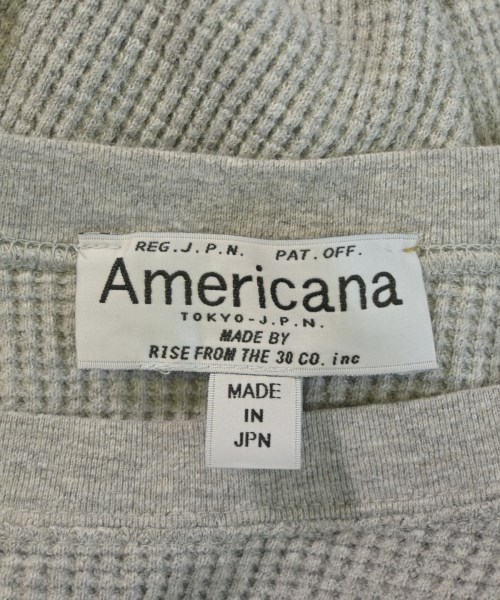 REG.J.P.N. PAT.OFF.
Americana
TOKYO-J.P.N.
MADE BY
RISE FROM THE 30 CO. inc
MADE
IN
JPN